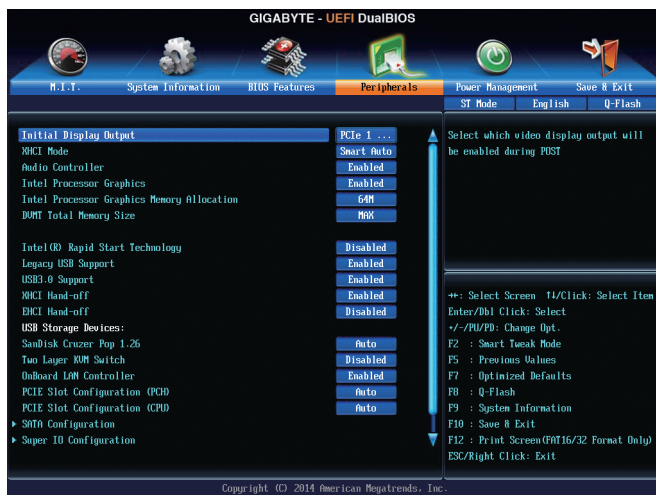 GIGABYTE - UEFI DualBIOS
M.I.T.
System Information
BIOS Features
Peripherals
Power Management
Save & Exit
ST Mode
English
Q-Flash
Initial Display Output PCIe 1 ...
XHCI Mode Smart Auto
Audio Controller Enabled
Intel Processor Graphics Enabled
Intel Processor Graphics Memory Allocation 64M
DVMT Total Memory Size MAX
Intel(R) Rapid Start Technology Disabled
Legacy USB Support Enabled
USB3.0 Support Enabled
XHCI Hand-off Enabled
EHCI Hand-off Disabled
USB Storage Devices:
SanDisk Cruzer Pop 1.26 Auto
Two Layer KVM Switch Disabled
OnBoard LAN Controller Enabled
PCIE Slot Configuration (PCH) Auto
PCIE Slot Configuration (CPU) Auto
SATA Configuration
Super IO Configuration
Select which video display output will
be enabled during POST
↔: Select Screen ↑↓/Click: Select Item
Enter/Dbl Click: Select
+/-/PU/PD: Change Opt.
F2 : Smart Tweak Mode
F5 : Previous Values
F7 : Optimized Defaults
F8 : Q-Flash
F9 : System Information
F10 : Save & Exit
F12 : Print Screen(FAT16/32 Format Only)
ESC/Right Click: Exit
Copyright (C) 2014 American Megatrends, Inc.